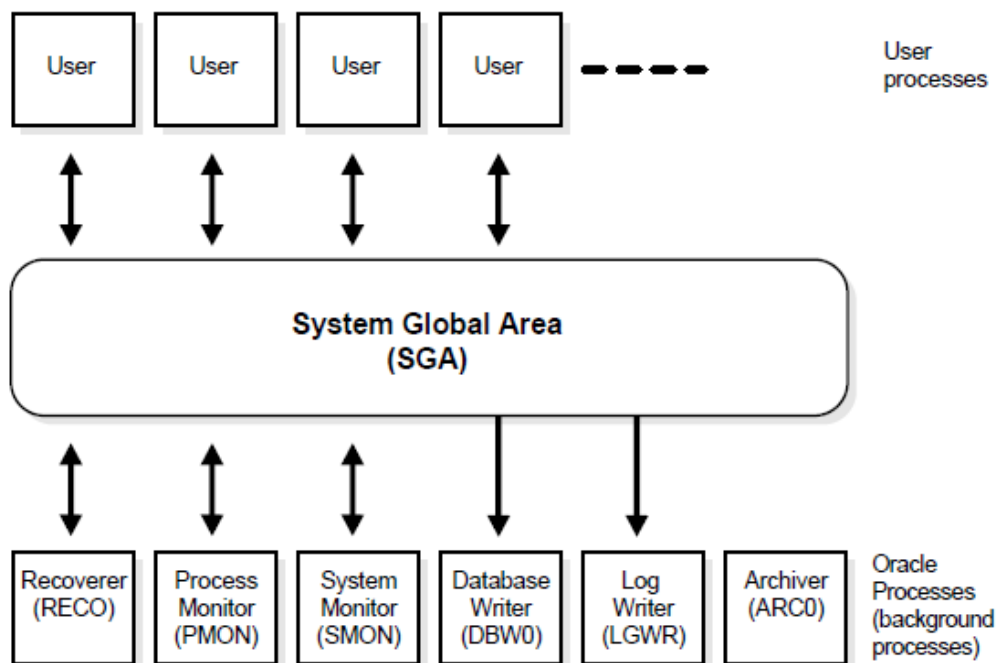 User
User
User
User
User
processes
System Global Area
(SGA)
Recoverer
(RECO)
Process
Monitor
(PMON)
System
Monitor
(SMON)
Database
Writer
(DBW0)
Log
Writer
(LGWR)
Archiver
(ARC0)
Oracle
Processes
(background
processes)